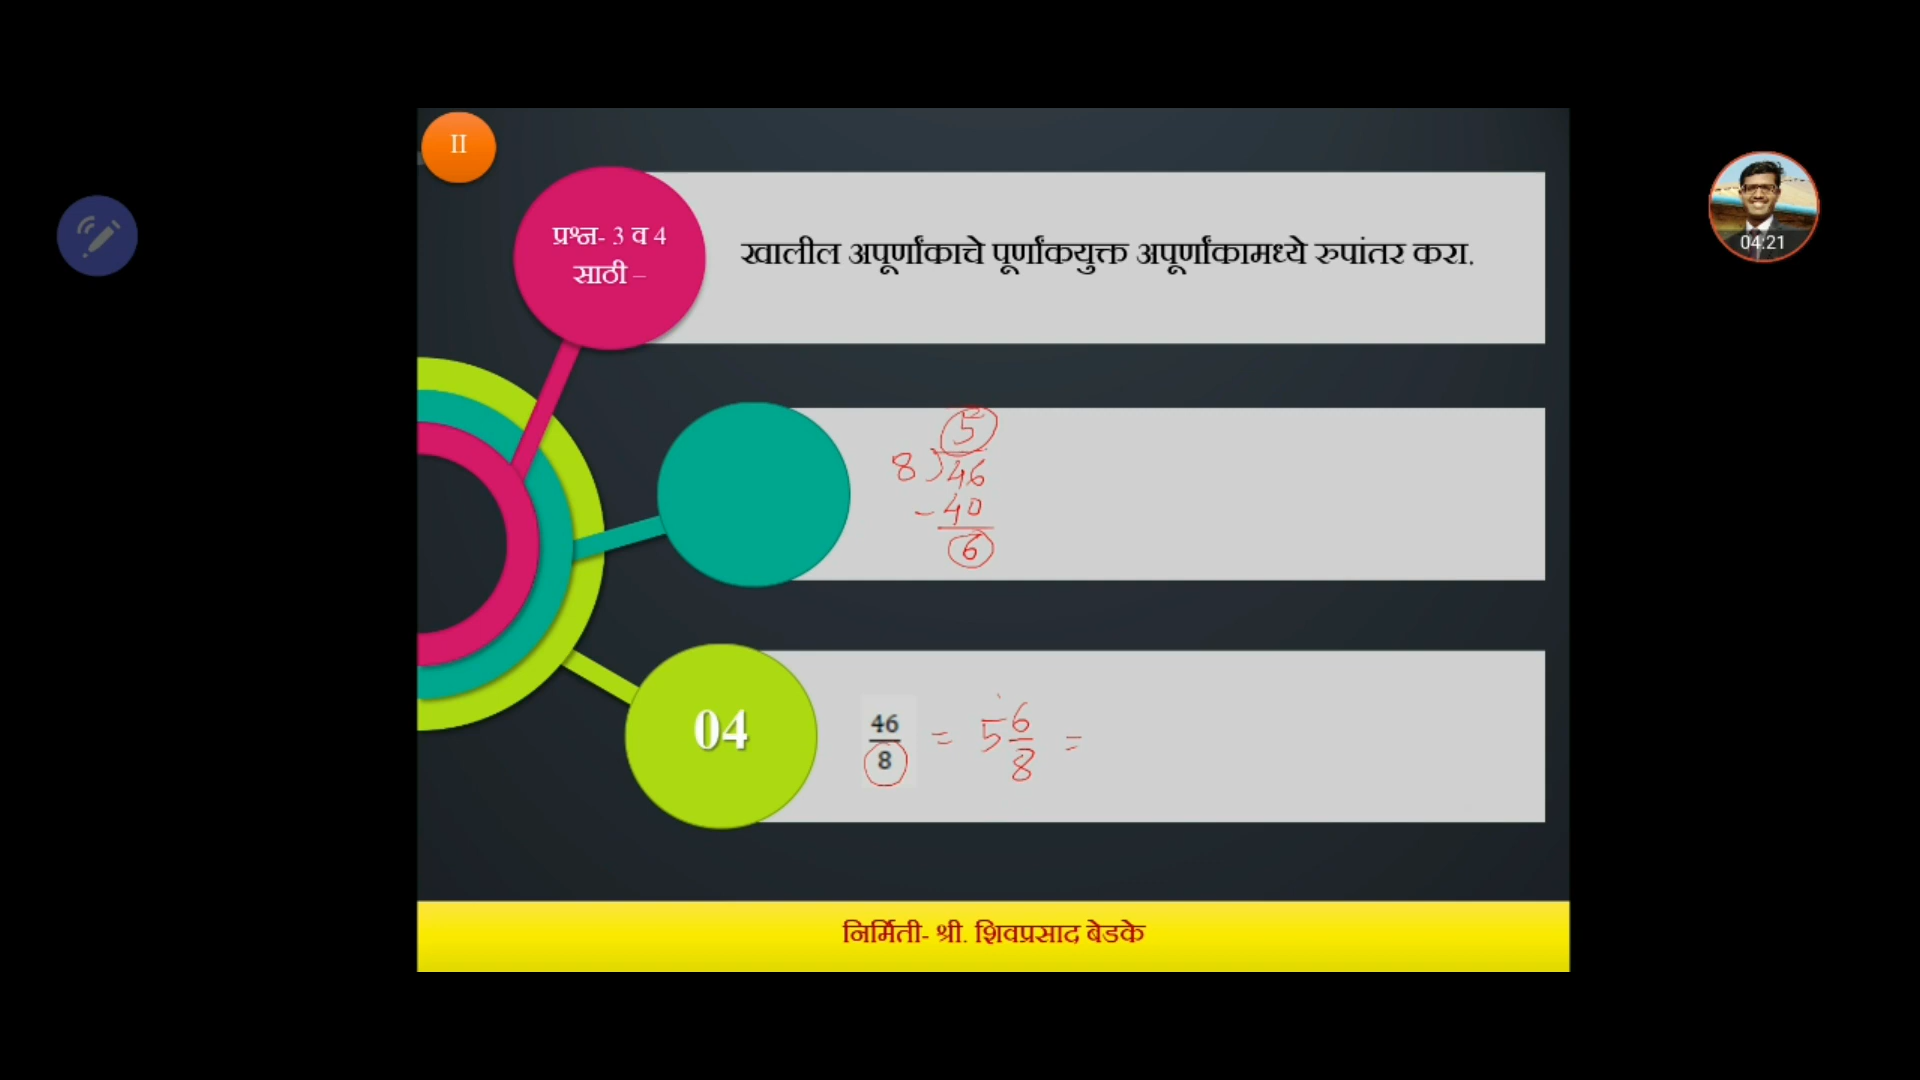 II
प्रश्न- 3 व 4
साठी –
खालील अपूर्णांकाचे पूर्णांकयुक्त अपूर्णांकामध्ये रुपांतर करा.
04:21
5
8)46
-40
6
04
46/8 = 5 6/8 =
निर्मिती- श्री. शिवप्रसाद बेडके